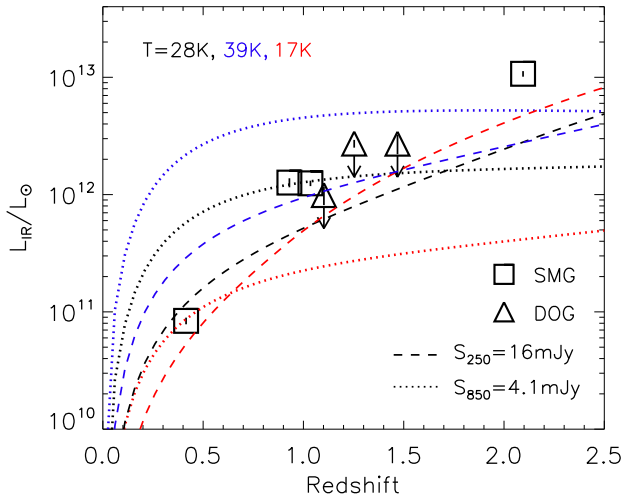 T=28K, 39K, 17K
10^13
10^12
10^11
10^10
L_IR/L_⊙
SMG
DOG
S_250=16mJy
S_850=4.1mJy
0.0 0.5 1.0 1.5 2.0 2.5
Redshift